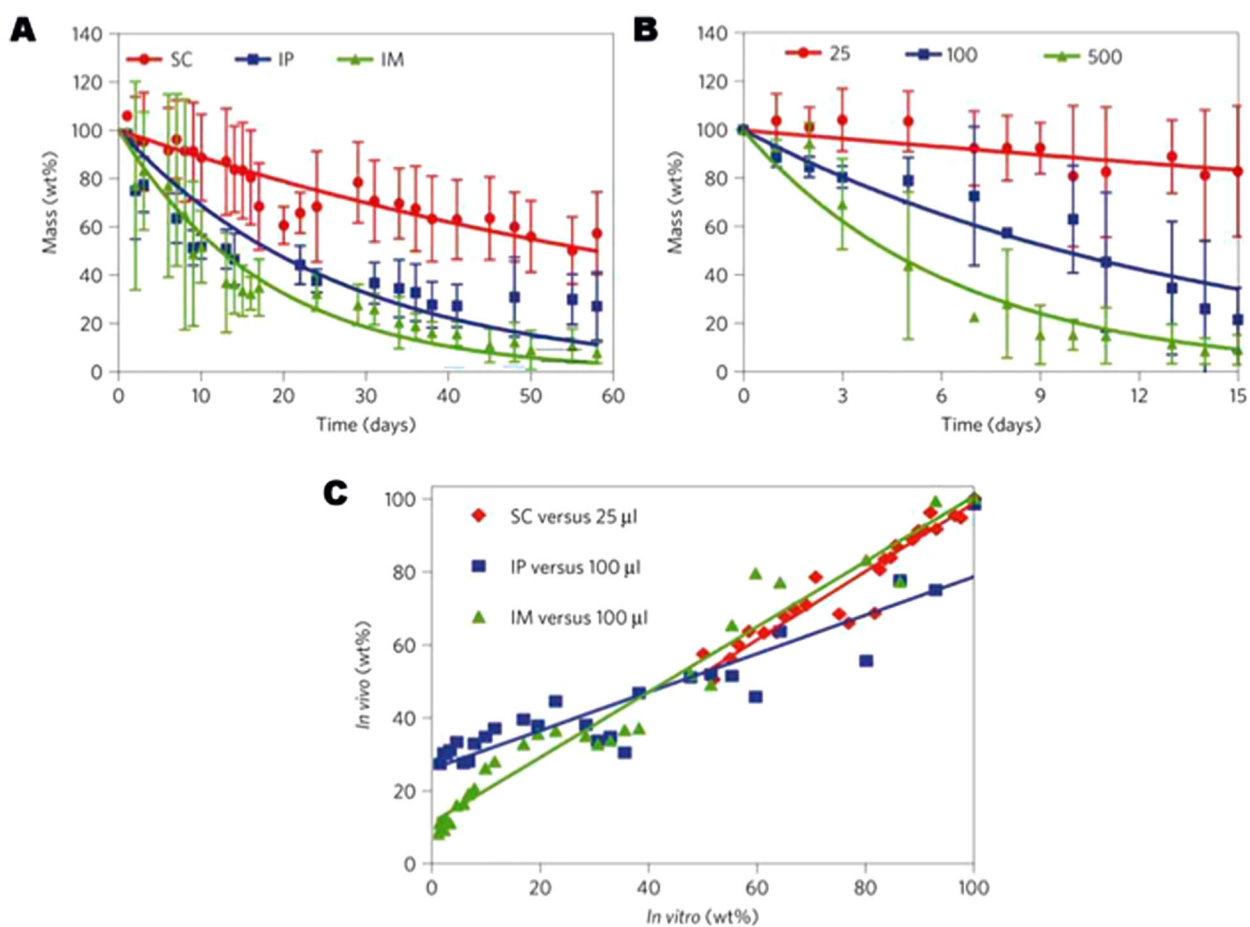 A
140
120
100
80
60
40
20
0
Mass (wt%)
SC IP IM
0 10 20 30 40 50 60
Time (days)
B
140
120
100
80
60
40
20
0
Mass (wt%)
25 100 500
0 3 6 9 12 15
Time (days)
C
100
80
60
40
20
0
In vivo (wt%)
SC versus 25 µl
IP versus 100 µl
IM versus 100 µl
0 20 40 60 80 100
In vitro (wt%)